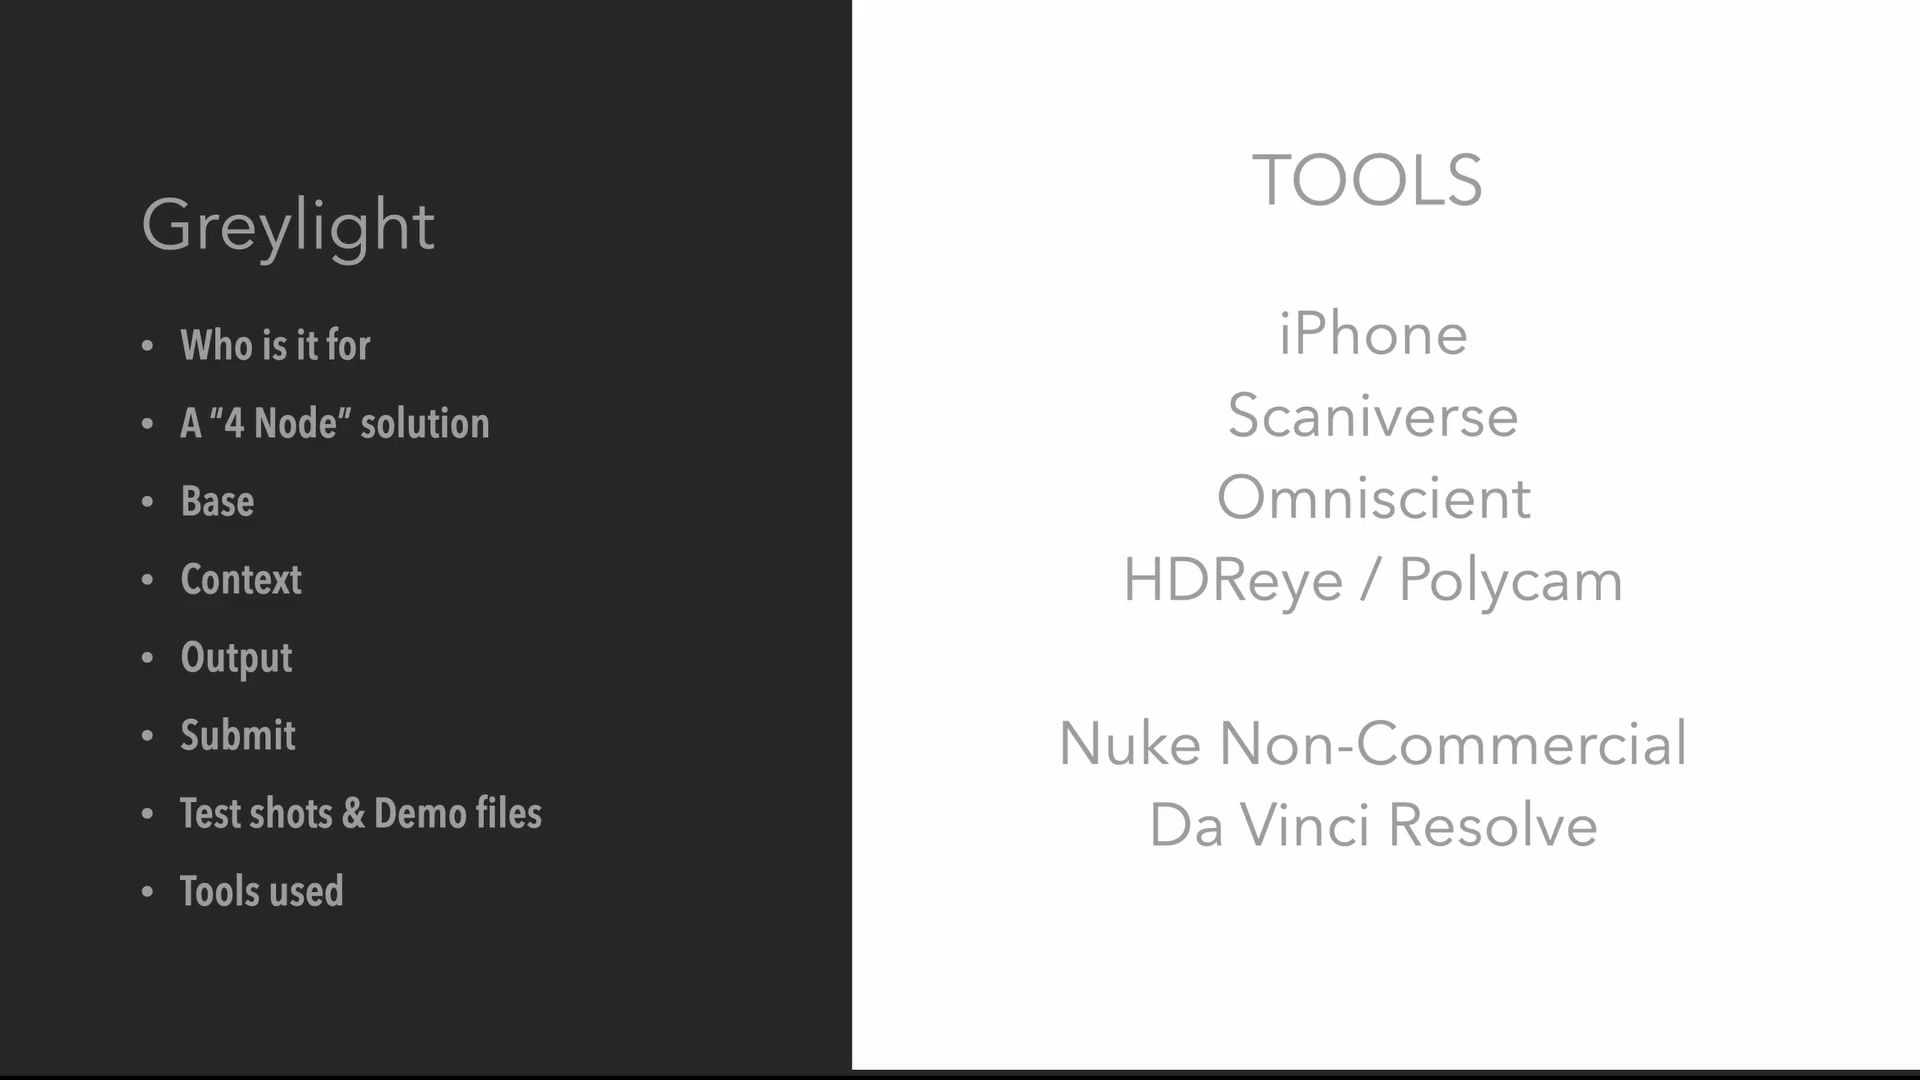 Greylight
• Who is it for
• A “4 Node” solution
• Base
• Context
• Output
• Submit
• Test shots & Demo files
• Tools used
TOOLS
iPhone
Scaniverse
Omniscient
HDReye / Polycam
Nuke Non-Commercial
Da Vinci Resolve